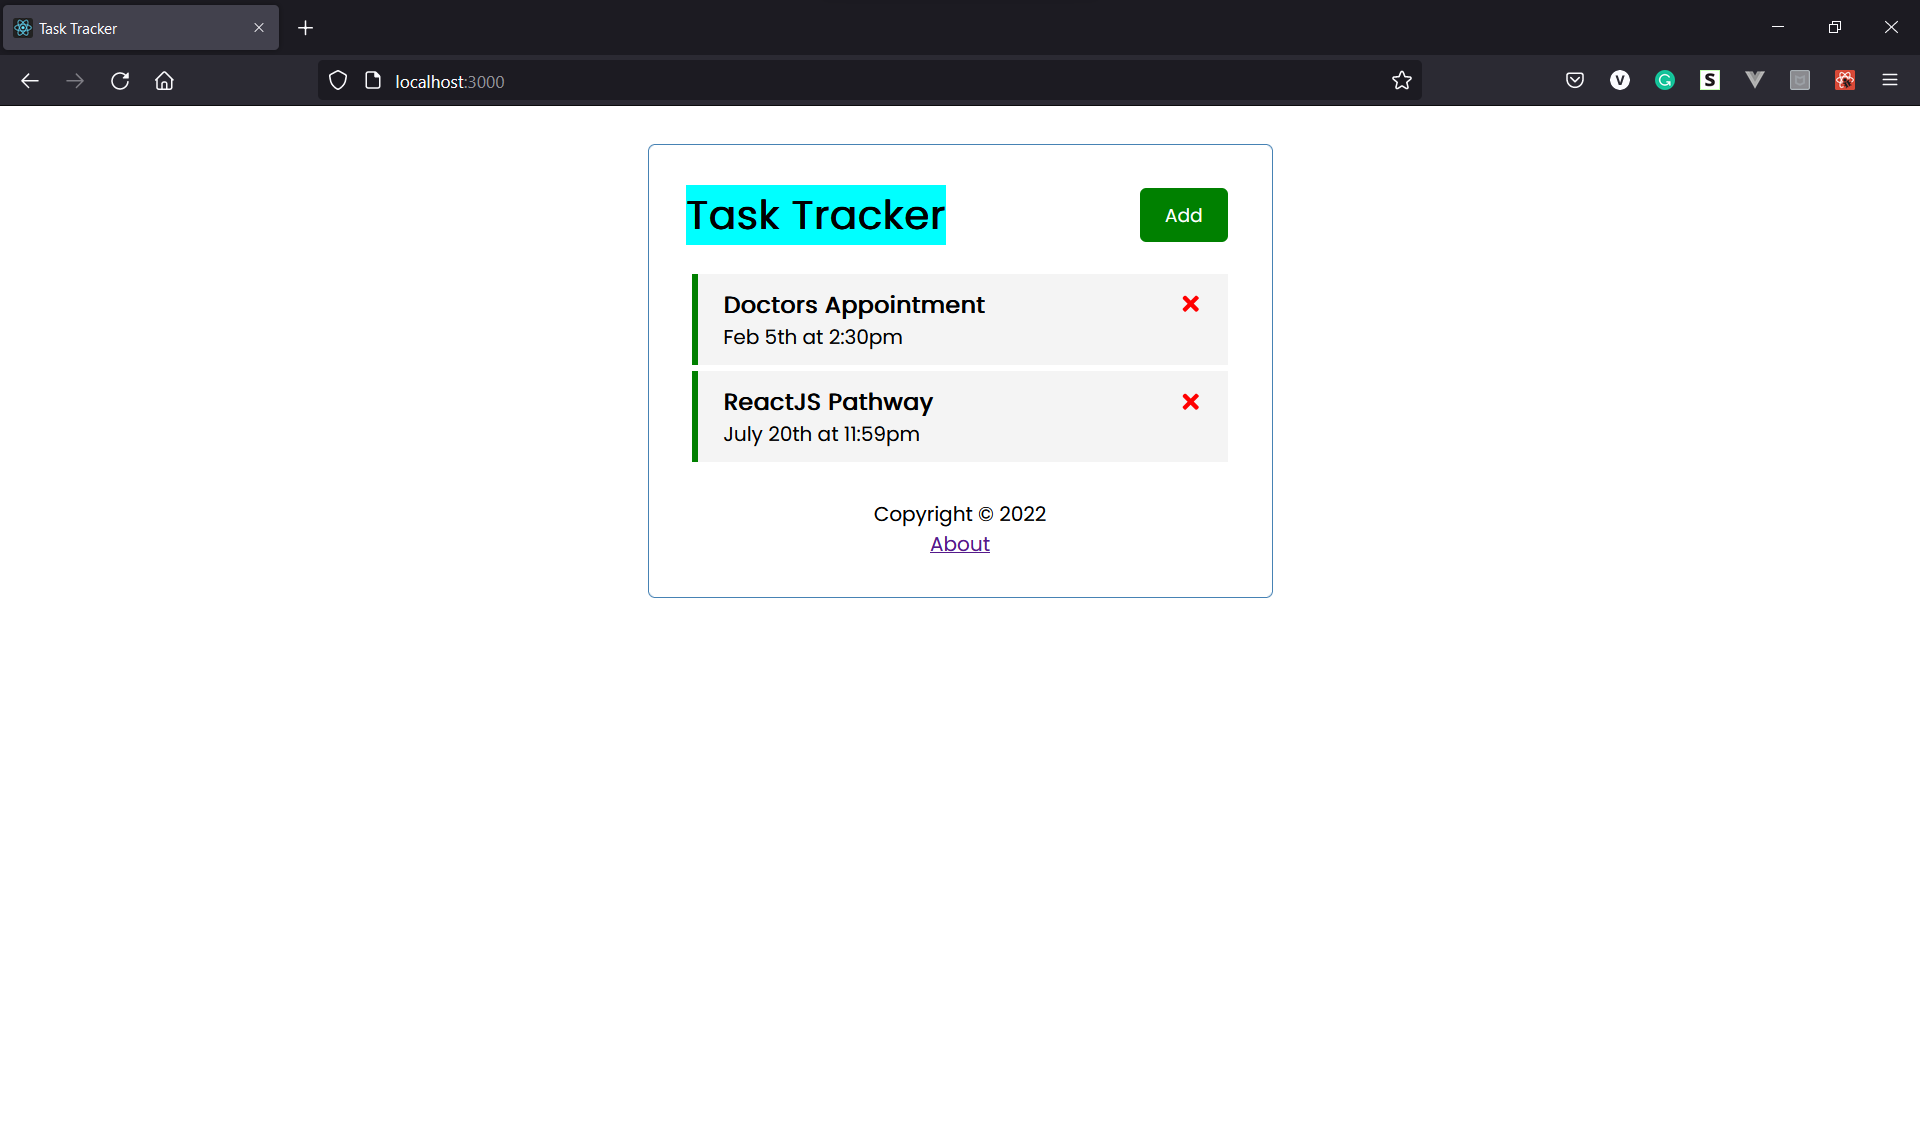 Task Tracker
localhost:3000
Task Tracker
Add
Doctors Appointment
Feb 5th at 2:30pm
ReactJS Pathway
July 20th at 11:59pm
Copyright © 2022
About